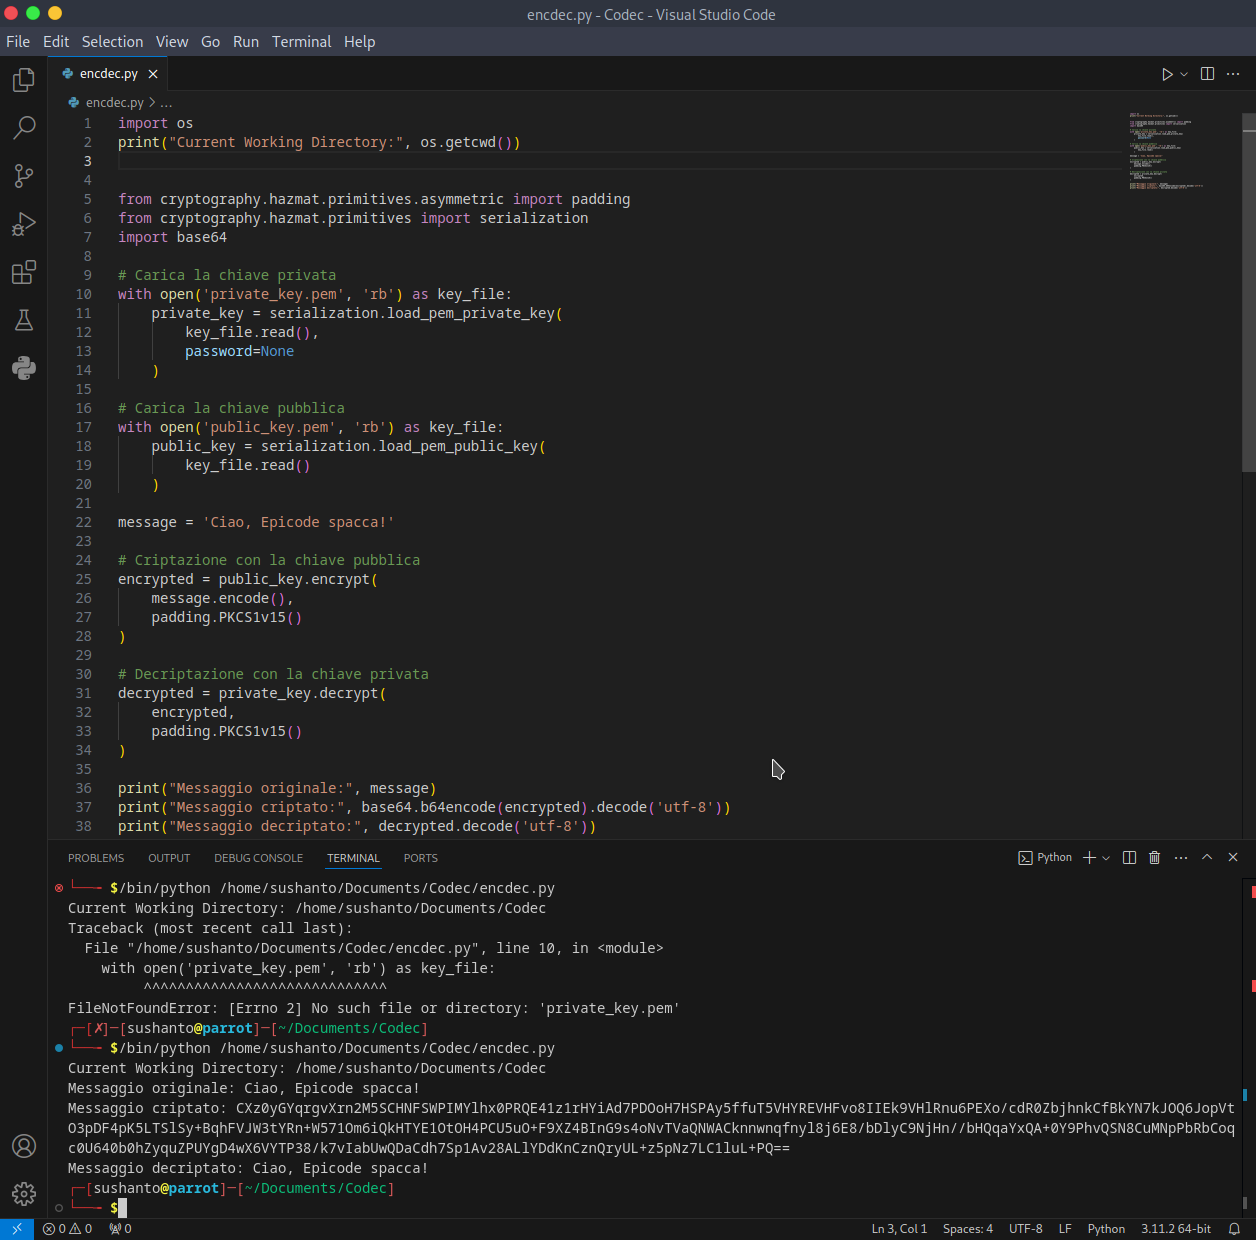 encdec.py - Codec - Visual Studio Code
File Edit Selection View Go Run Terminal Help
encdec.py
encdec.py > ...
1 import os
2 print("Current Working Directory:", os.getcwd())
3
4
5 from cryptography.hazmat.primitives.asymmetric import padding
6 from cryptography.hazmat.primitives import serialization
7 import base64
8
9 # Carica la chiave privata
10 with open('private_key.pem', 'rb') as key_file:
11 private_key = serialization.load_pem_private_key(
12 key_file.read(),
13 password=None
14 )
15
16 # Carica la chiave pubblica
17 with open('public_key.pem', 'rb') as key_file:
18 public_key = serialization.load_pem_public_key(
19 key_file.read()
20 )
21
22 message = 'Ciao, Epicode spacca!'
23
24 # Criptazione con la chiave pubblica
25 encrypted = public_key.encrypt(
26 message.encode(),
27 padding.PKCS1v15()
28 )
29
30 # Decriptazione con la chiave privata
31 decrypted = private_key.decrypt(
32 encrypted,
33 padding.PKCS1v15()
34 )
35
36 print("Messaggio originale:", message)
37 print("Messaggio criptato:", base64.b64encode(encrypted).decode('utf-8'))
38 print("Messaggio decriptato:", decrypted.decode('utf-8'))
PROBLEMS OUTPUT DEBUG CONSOLE TERMINAL PORTS Python
└──╼ $/bin/python /home/sushanto/Documents/Codec/encdec.py
Current Working Directory: /home/sushanto/Documents/Codec
Traceback (most recent call last):
File "/home/sushanto/Documents/Codec/encdec.py", line 10, in <module>
with open('private_key.pem', 'rb') as key_file:
^^^^^^^^^^^^^^^^^^^^^^^^^^^^^
FileNotFoundError: [Errno 2] No such file or directory: 'private_key.pem'
┌─[✗]─[sushanto@parrot]─[~/Documents/Codec]
└──╼ $/bin/python /home/sushanto/Documents/Codec/encdec.py
Current Working Directory: /home/sushanto/Documents/Codec
Messaggio originale: Ciao, Epicode spacca!
Messaggio criptato: CXz0yGYqrgvXrn2M5SCHNFSWPIMYlhx0PRQE41z1rHYiAd7PDOoH7HSPAy5ffuT5VHYREVHFvo8IIEk9VHlRnu6PEXo/cdR0ZbjhnkCfBkYN7kJOQ6JopVt
O3pDF4pK5LTSlSy+BqhFVJW3tYRn+W571Om6iQkHTYE1OtOH4PCU5uO+F9XZ4BInG9s4oNvTVaQNWACknnwnqfnyl8j6E8/bDlyC9NjHn//bHQqaYxQA+0Y9PhvQSN8CuMNpPbRbCoq
c0U640b0hZyquZPUYgD4wX6VYTP38/k7vIabUwQDaCdh7Sp1Av28ALlYDdKnCznQryUL+z5pNz7LC1luL+PQ==
Messaggio decriptato: Ciao, Epicode spacca!
┌─[sushanto@parrot]─[~/Documents/Codec]
└──╼ $
0 0 0 Ln 3, Col 1 Spaces: 4 UTF-8 LF Python 3.11.2 64-bit